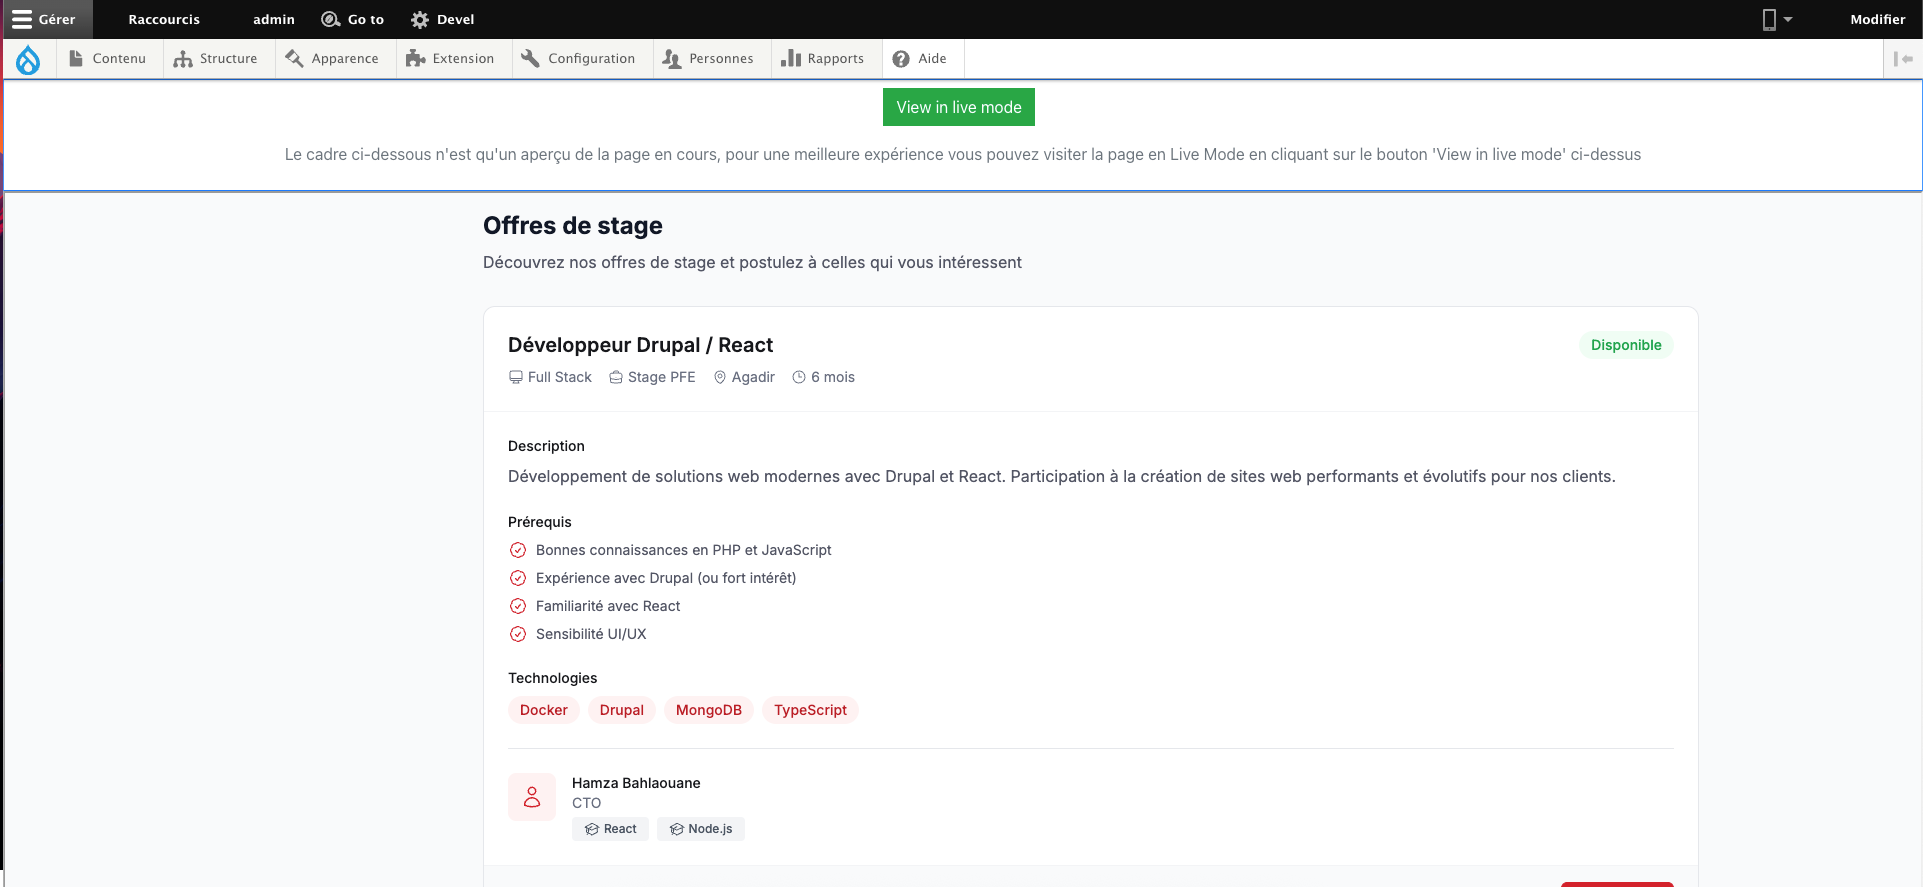 Gérer Raccourcis admin Go to Devel Modifier
Contenu Structure Apparence Extension Configuration Personnes Rapports Aide
View in live mode
Le cadre ci-dessous n'est qu'un aperçu de la page en cours, pour une meilleure expérience vous pouvez visiter la page en Live Mode en cliquant sur le bouton 'View in live mode' ci-dessus
Offres de stage
Découvrez nos offres de stage et postulez à celles qui vous intéressent
Développeur Drupal / React Disponible
Full Stack Stage PFE Agadir 6 mois
Description
Développement de solutions web modernes avec Drupal et React. Participation à la création de sites web performants et évolutifs pour nos clients.
Prérequis
Bonnes connaissances en PHP et JavaScript
Expérience avec Drupal (ou fort intérêt)
Familiarité avec React
Sensibilité UI/UX
Technologies
Docker Drupal MongoDB TypeScript
Hamza Bahlaouane
CTO
React Node.js